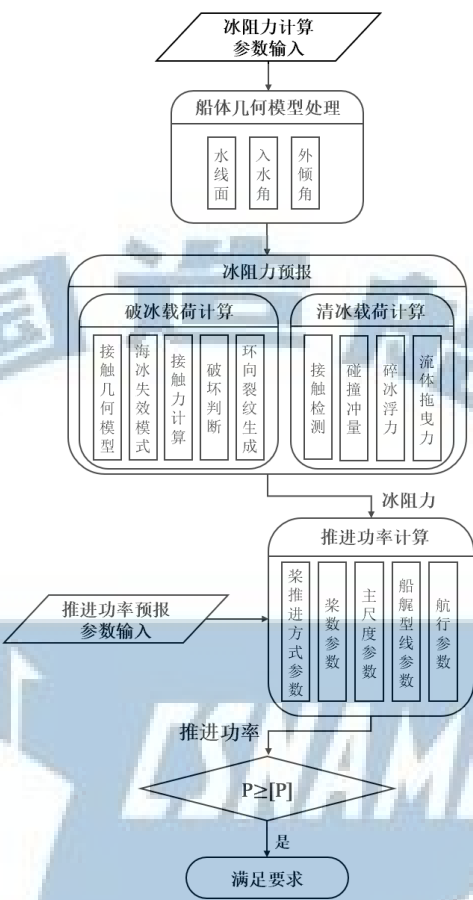 冰阻力计算
参数输入
船体几何模型处理
水线面
入水角
外倾角
冰阻力预报
破冰载荷计算
清冰载荷计算
接触几何模型
海冰失效模式
接触力计算
破坏判断
环向裂纹生成
接触检测
碰撞冲量
碎冰浮力
流体拖曳力
冰阻力
推进功率计算
桨推进方式参数
桨数参数
主尺度参数
船艉型线参数
航行参数
推进功率预报
参数输入
推进功率
P≥[P]
是
满足要求